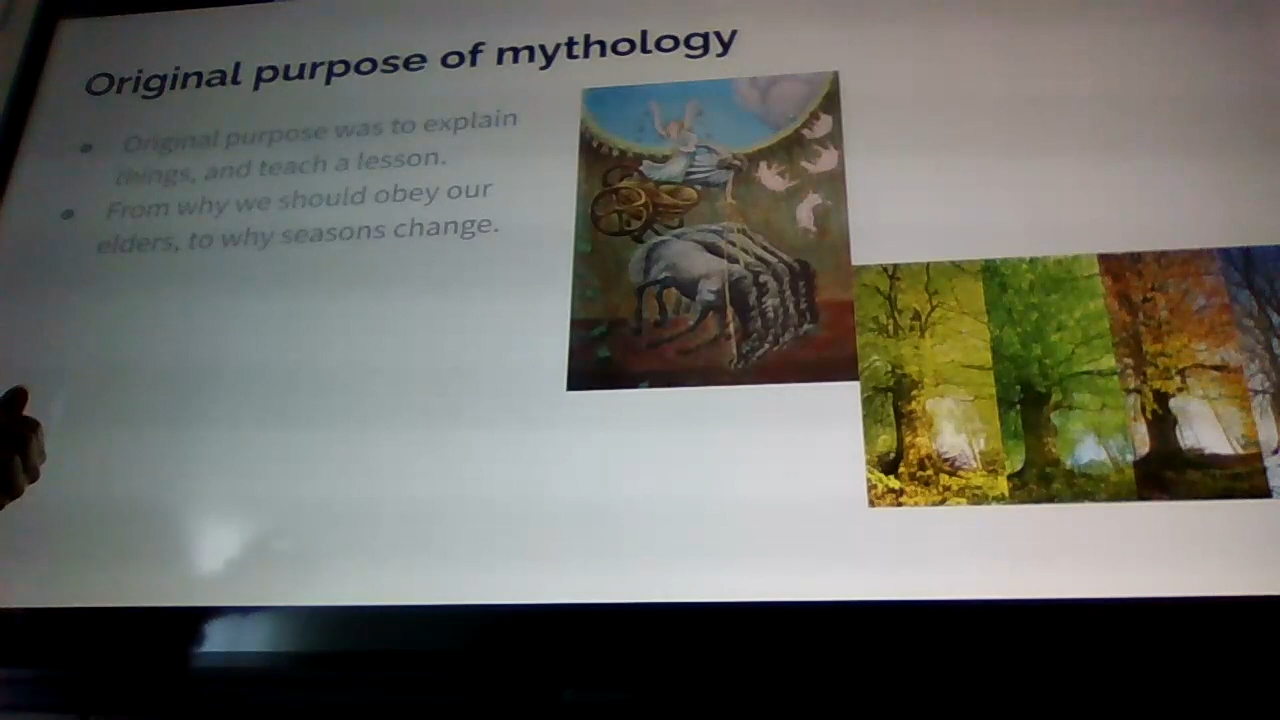 Original purpose of mythology
Original purpose was to explain
things, and teach a lesson.
From why we should obey our
elders, to why seasons change.